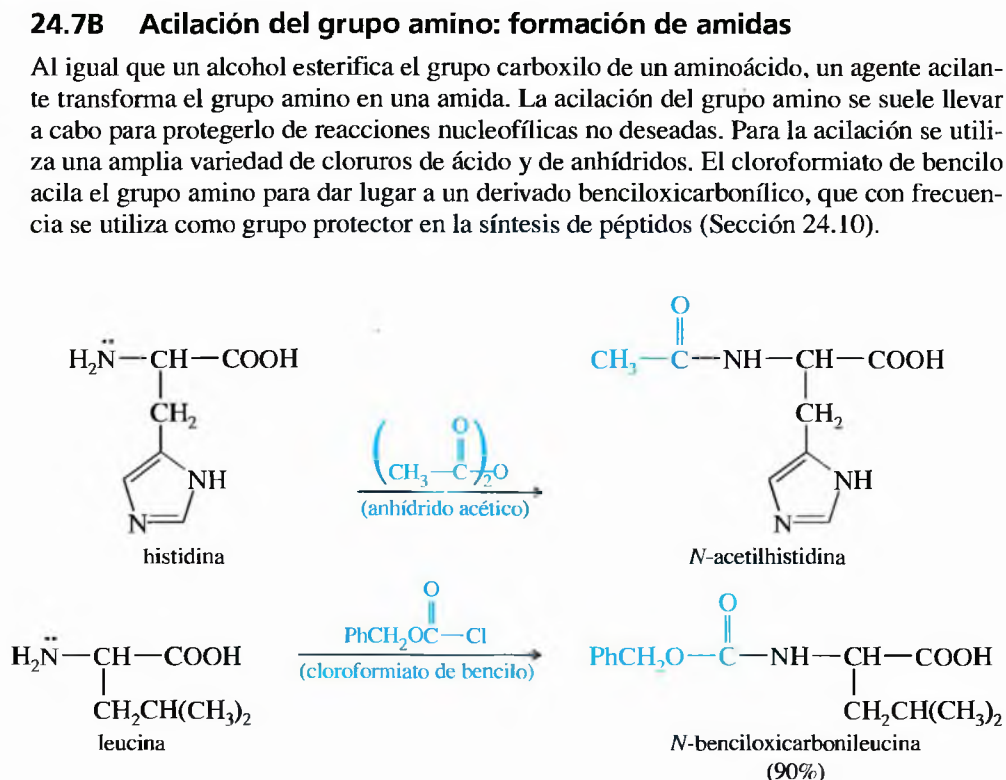 24.7B Acilación del grupo amino: formación de amidas
Al igual que un alcohol esterifica el grupo carboxilo de un aminoácido, un agente acilan-
te transforma el grupo amino en una amida. La acilación del grupo amino se suele llevar
a cabo para protegerlo de reacciones nucleofílicas no deseadas. Para la acilación se utili-
za una amplia variedad de cloruros de ácido y de anhídridos. El cloroformiato de bencilo
acila el grupo amino para dar lugar a un derivado benciloxicarbonílico, que con frecuen-
cia se utiliza como grupo protector en la síntesis de péptidos (Sección 24.10).
H₂N̈—CH—COOH
CH₂
NH
N
histidina
O
(CH₃—C)₂O
(anhídrido acético)
O
CH₃—C—NH—CH—COOH
CH₂
NH
N
N-acetilhistidina
H₂N̈—CH—COOH
CH₂CH(CH₃)₂
leucina
O
PhCH₂OC—Cl
(cloroformiato de bencilo)
O
PhCH₂O—C—NH—CH—COOH
CH₂CH(CH₃)₂
N-benciloxicarbonileucina
(90%)